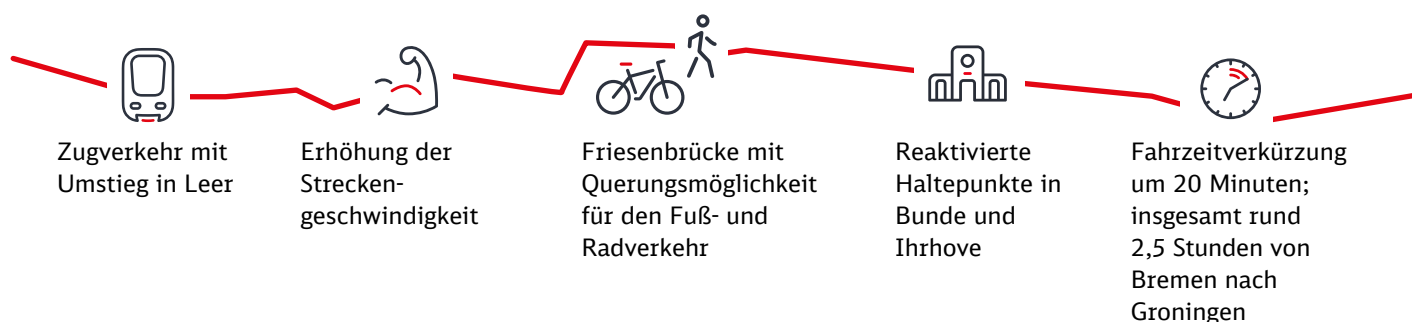 Zugverkehr mit
Umstieg in Leer
Erhöhung der
Strecken-
geschwindigkeit
Friesenbrücke mit
Querungsmöglichkeit
für den Fuß- und
Radverkehr
Reaktivierte
Haltepunkte in
Bunde und
Ihrhove
Fahrzeitverkürzung
um 20 Minuten;
insgesamt rund
2,5 Stunden von
Bremen nach
Groningen